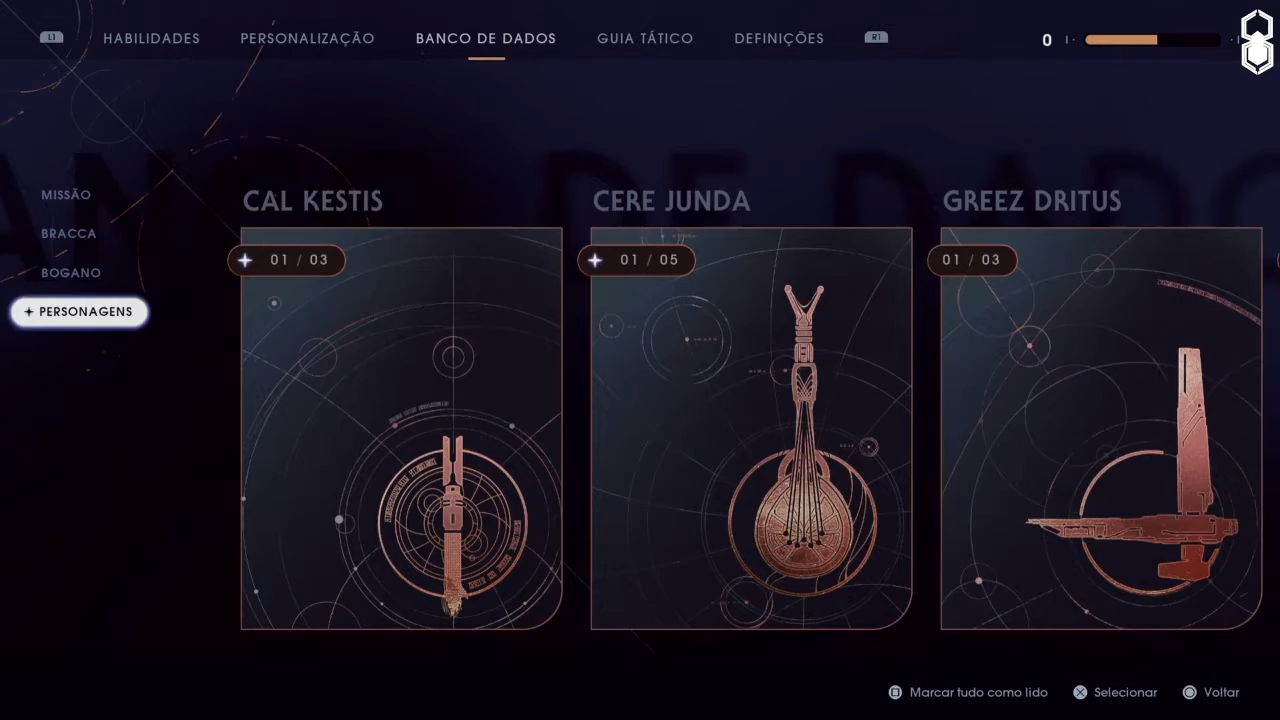 L1 HABILIDADES PERSONALIZAÇÃO BANCO DE DADOS GUIA TÁTICO DEFINIÇÕES R1 0
MISSÃO
BRACCA
BOGANO
PERSONAGENS
CAL KESTIS
01 / 03
CERE JUNDA
01 / 05
GREEZ DRITUS
01 / 03
Marcar tudo como lido Selecionar Voltar